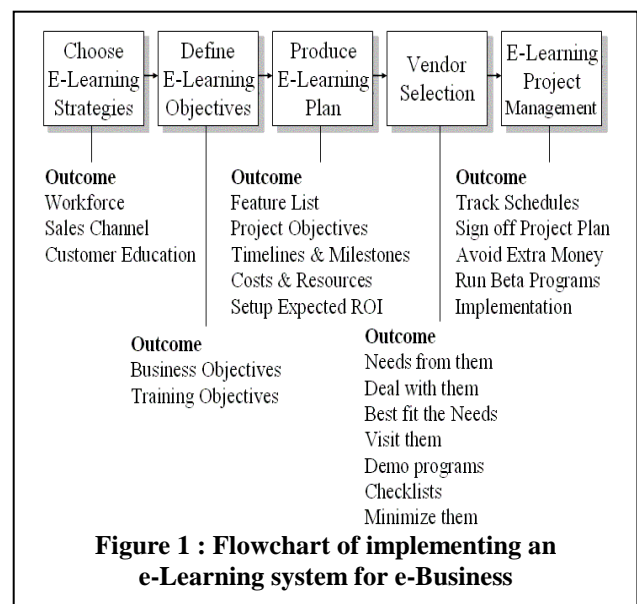 Choose
E-Learning
Strategies
Define
E-Learning
Objectives
Produce
E-Learning
Plan
Vendor
Selection
E-Learning
Project
Management
Outcome
Workforce
Sales Channel
Customer Education
Outcome
Business Objectives
Training Objectives
Outcome
Feature List
Project Objectives
Timelines & Milestones
Costs & Resources
Setup Expected ROI
Outcome
Needs from them
Deal with them
Best fit the Needs
Visit them
Demo programs
Checklists
Minimize them
Outcome
Track Schedules
Sign off Project Plan
Avoid Extra Money
Run Beta Programs
Implementation
Figure 1 : Flowchart of implementing an
e-Learning system for e-Business